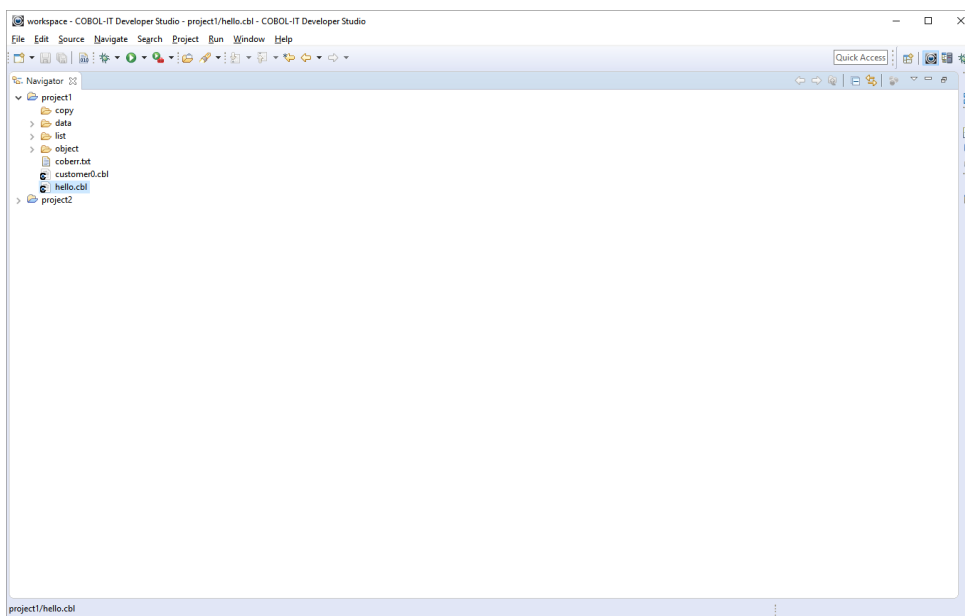 workspace - COBOL-IT Developer Studio - project1/hello.cbl - COBOL-IT Developer Studio
File Edit Source Navigate Search Project Run Window Help
Quick Access
Navigator
project1
copy
data
list
object
coberr.txt
customer0.cbl
hello.cbl
project2
project1/hello.cbl